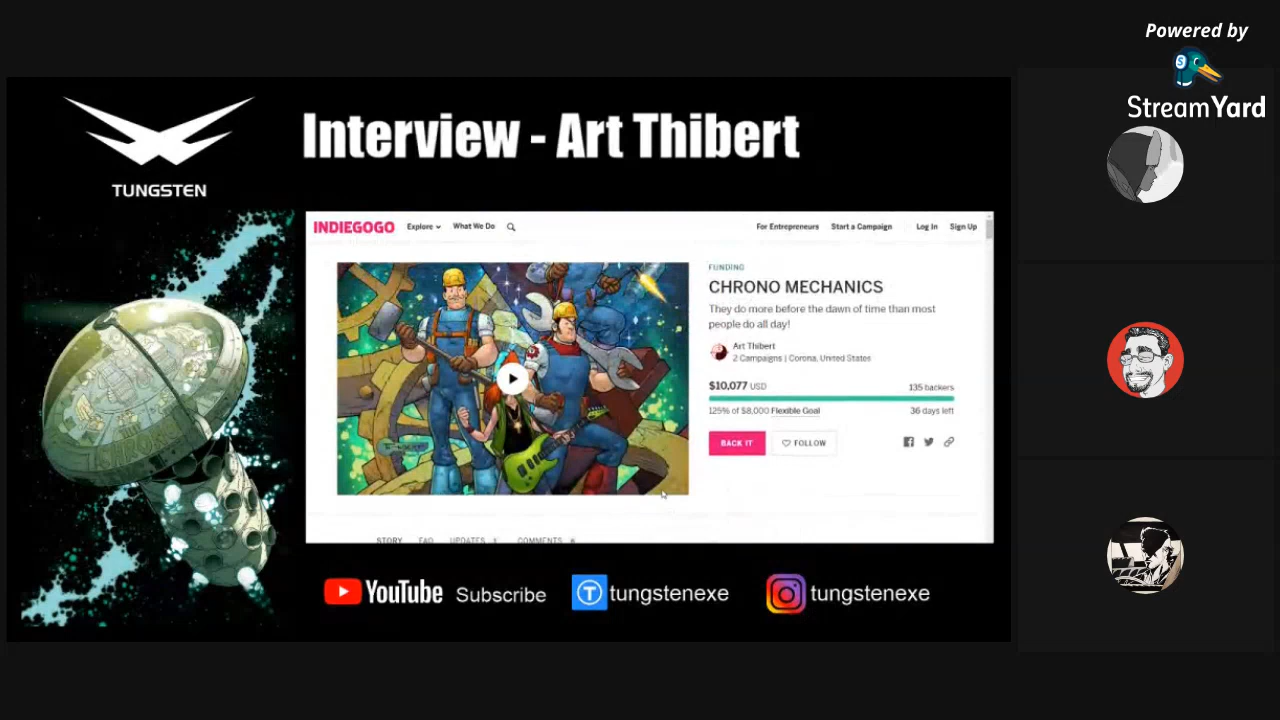 Powered by
StreamYard
TUNGSTEN
Interview - Art Thibert
INDIEGOGO Explore What We Do For Entrepreneurs Start a Campaign Log In Sign Up
FUNDING
CHRONO MECHANICS
They do more before the dawn of time than most
people do all day!
Art Thibert
2 Campaigns | Corona, United States
$10,077 USD 135 backers
125% of $8,000 Flexible Goal 36 days left
BACK IT FOLLOW
STORY FAQ UPDATES COMMENTS
YouTube Subscribe tungstenexe tungstenexe